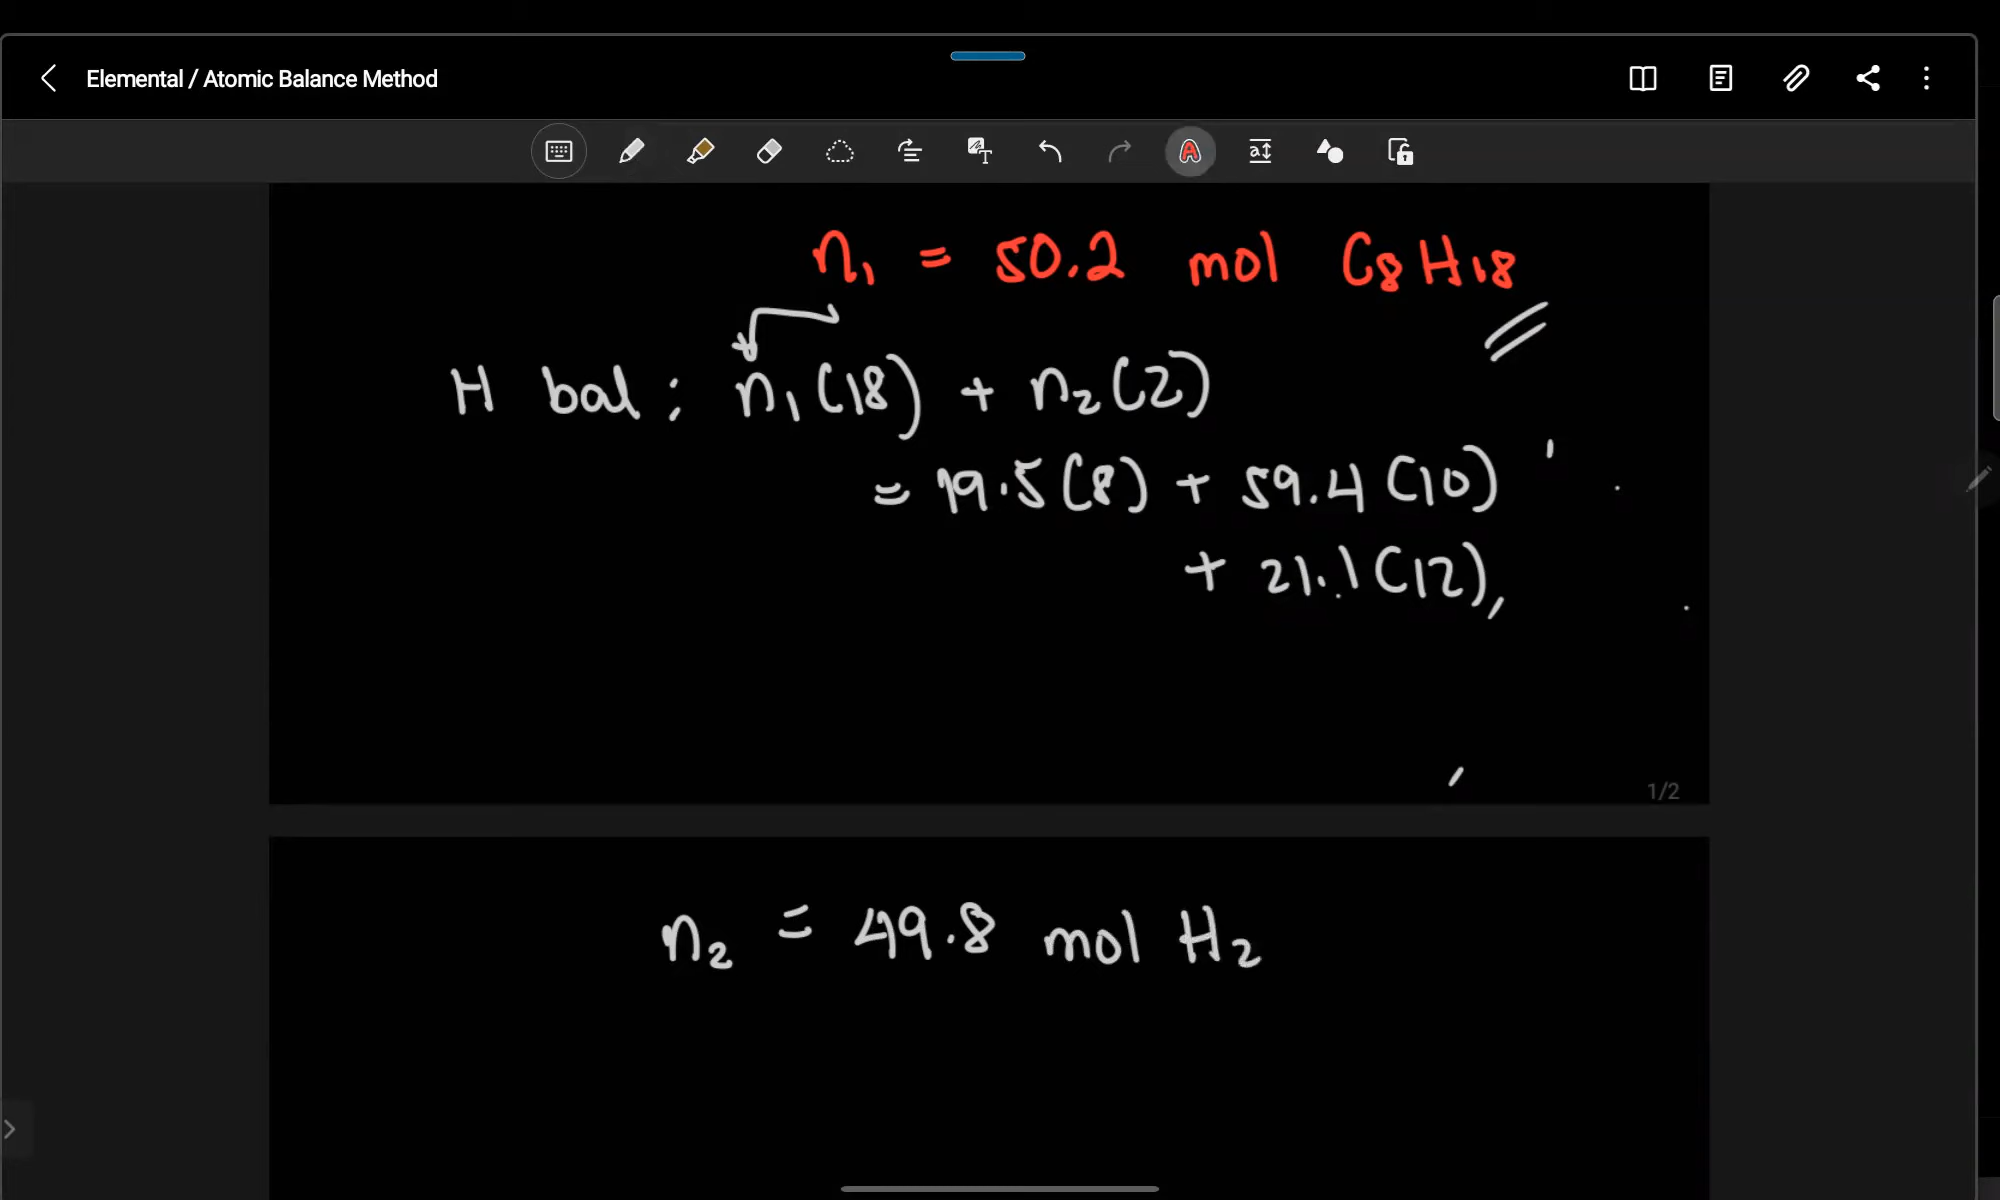 Elemental / Atomic Balance Method
n₁ = 50.2 mol C₈H₁₈
H bal : n₁(18) + n₂(2)
= 19.5(8) + 59.4(10)
+ 21.1(12),
1/2
n₂ = 49.8 mol H₂